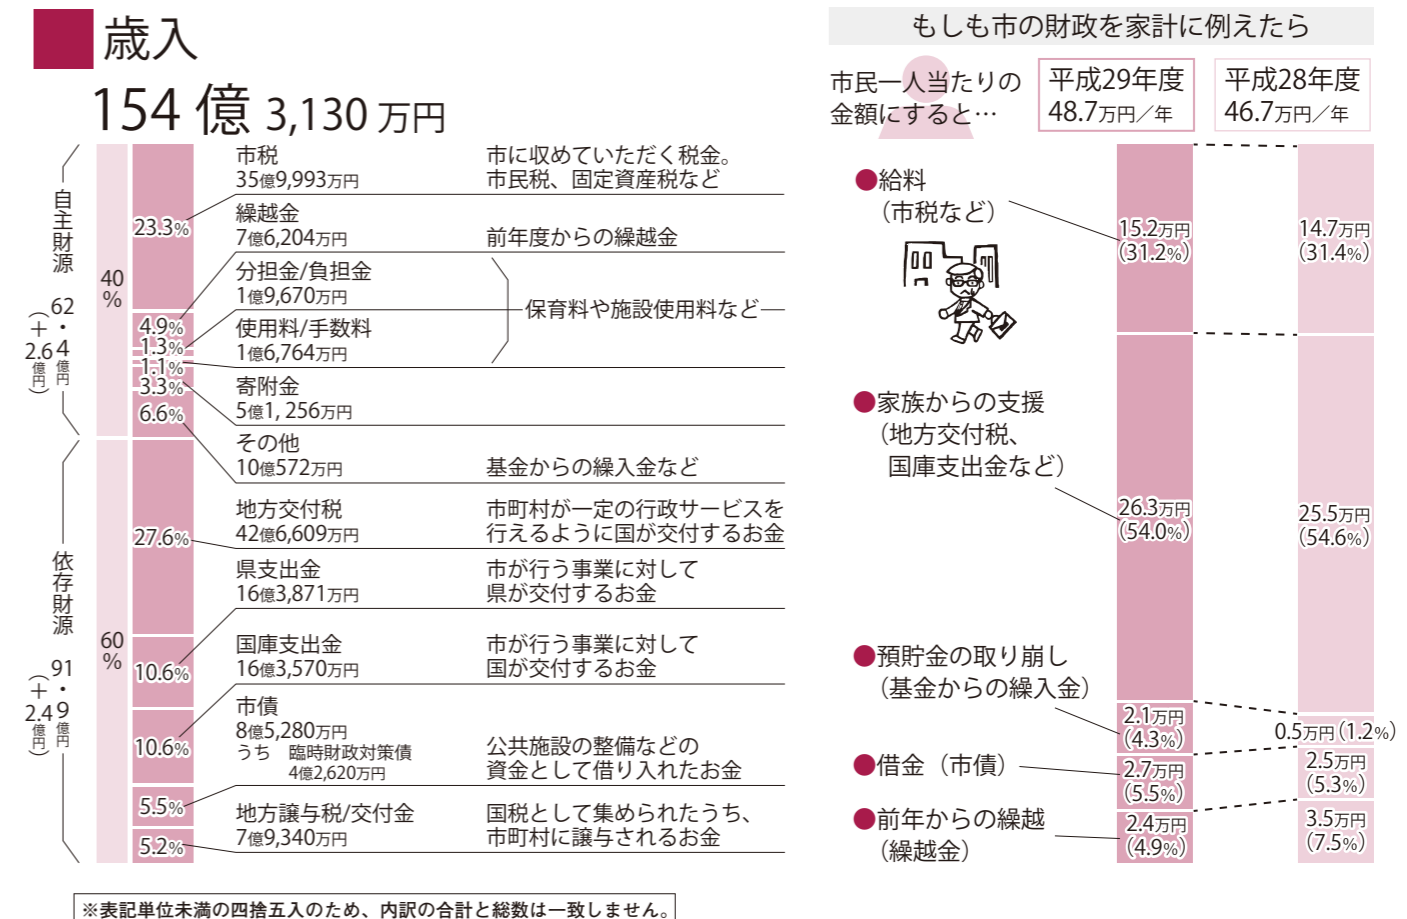 歳入
154 億 3,130 万円
自主財源
62・4億円
（＋2.6億円）
40
%
依存財源
91・9億円
（＋2.4億円）
60
%
23.3%
4.9%
1.3%
1.1%
3.3%
6.6%
27.6%
10.6%
10.6%
5.5%
5.2%
市税
35億9,993万円
市に収めていただく税金。
市民税、固定資産税など
繰越金
7億6,204万円
前年度からの繰越金
分担金/負担金
1億9,670万円
使用料/手数料
1億6,764万円
保育料や施設使用料など
寄附金
5億1, 256万円
その他
10億572万円
基金からの繰入金など
地方交付税
42億6,609万円
市町村が一定の行政サービスを
行えるように国が交付するお金
県支出金
16億3,871万円
市が行う事業に対して
県が交付するお金
国庫支出金
16億3,570万円
市が行う事業に対して
国が交付するお金
市債
8億5,280万円
うち　臨時財政対策債
4億2,620万円
公共施設の整備などの
資金として借り入れたお金
地方譲与税/交付金
7億9,340万円
国税として集められたうち、
市町村に譲与されるお金
※表記単位未満の四捨五入のため、内訳の合計と総数は一致しません。
もしも市の財政を家計に例えたら
市民一人当たりの
金額にすると…
平成29年度
48.7万円／年
平成28年度
46.7万円／年
●給料
（市税など）
15.2万円
（31.2%）
14.7万円
（31.4%）
●家族からの支援
（地方交付税、
国庫支出金など）
26.3万円
（54.0%）
25.5万円
（54.6%）
●預貯金の取り崩し
（基金からの繰入金）
2.1万円
（4.3%）
0.5万円（1.2%）
●借金（市債）
2.7万円
（5.5%）
2.5万円
（5.3%）
●前年からの繰越
（繰越金）
2.4万円
（4.9%）
3.5万円
（7.5%）